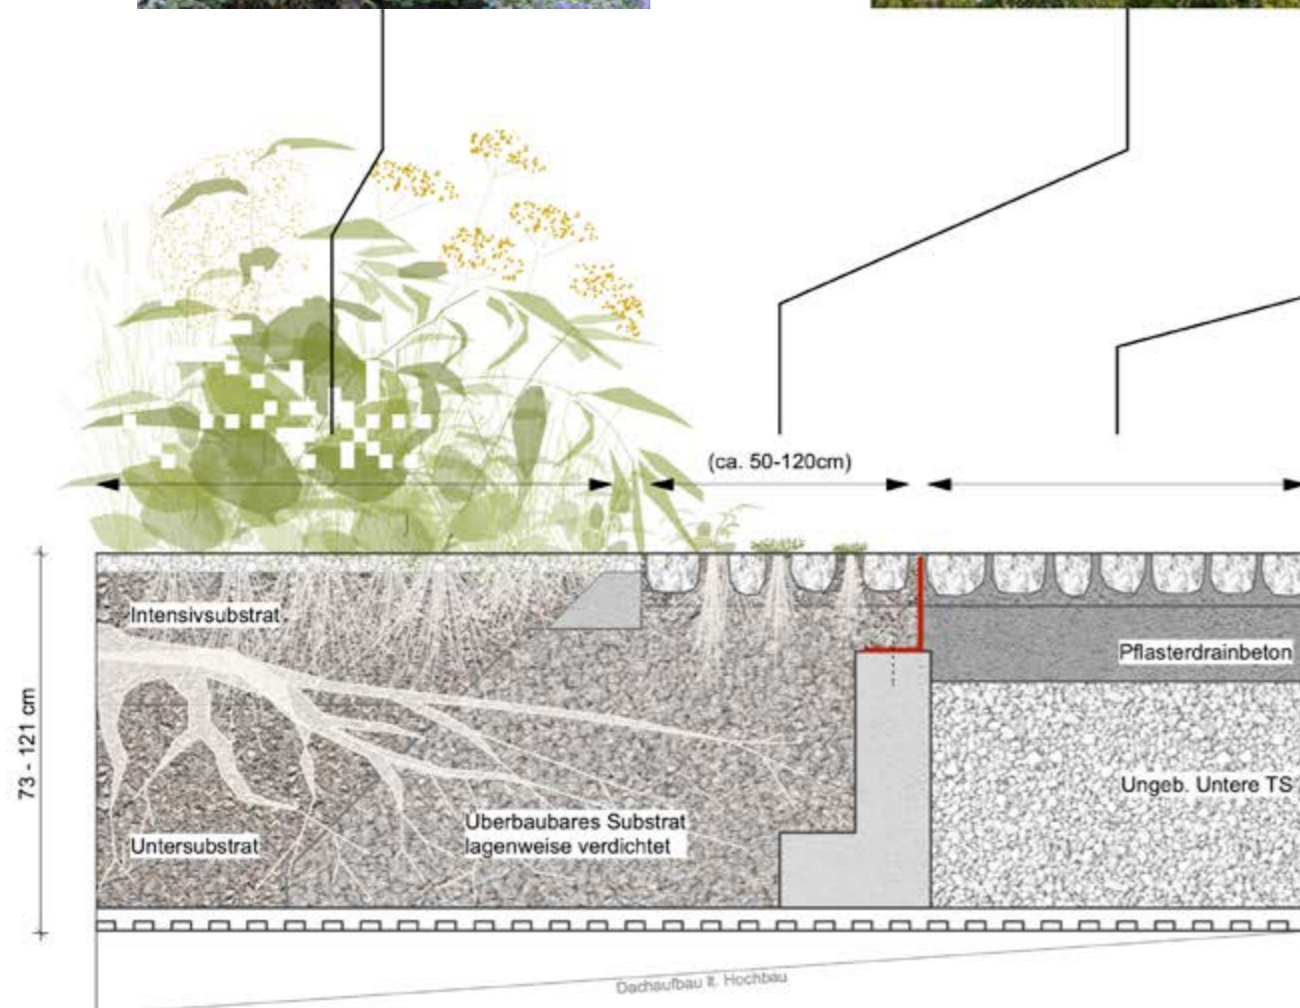 (ca. 50-120cm)
Intensivsubstrat
Pflasterdrainbeton
73 - 121 cm
Ungeb. Untere TS
Überbaubares Substrat
lagenweise verdichtet
Untersubstrat
Dachaufbau lt. Hochbau